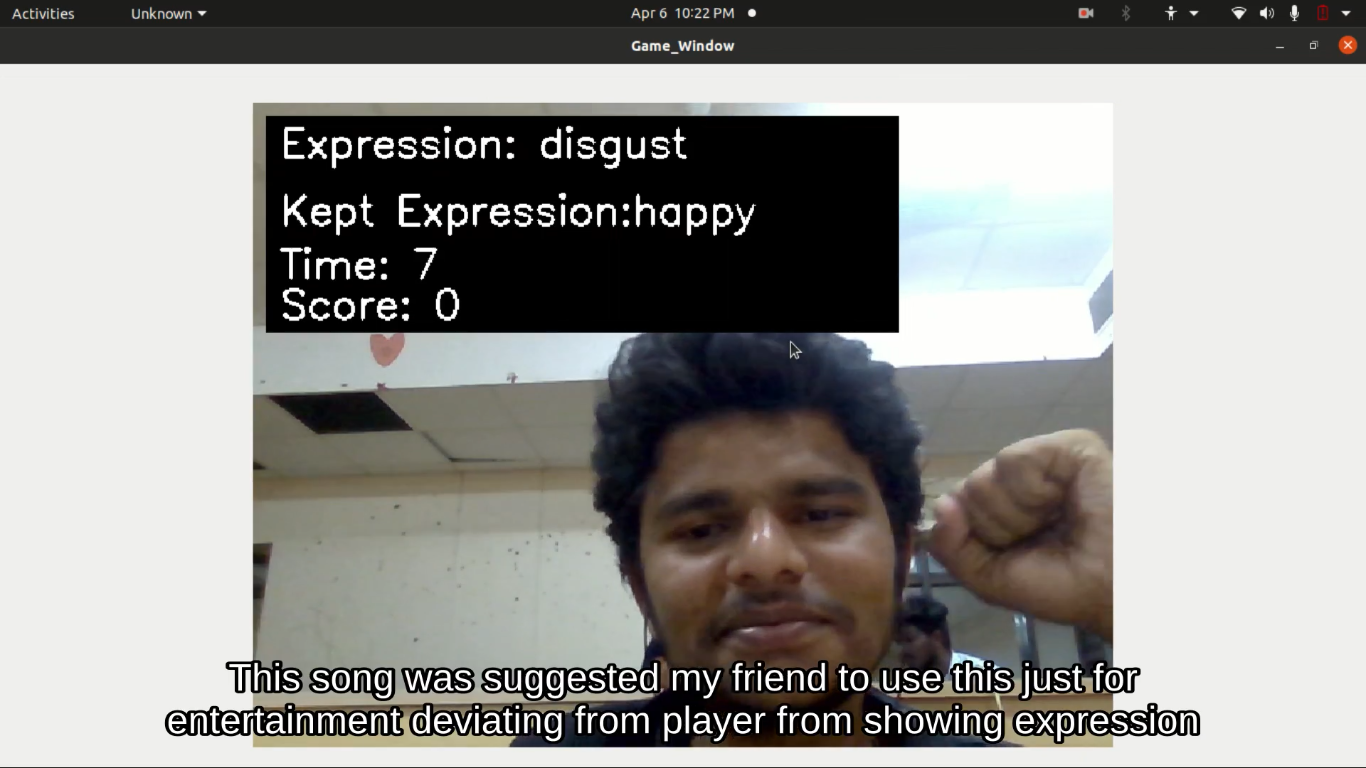 Activities Unknown Apr 6 10:22 PM
Game_Window
Expression: disgust
Kept Expression:happy
Time: 7
Score: 0
This song was suggested my friend to use this just for
entertainment deviating from player from showing expression